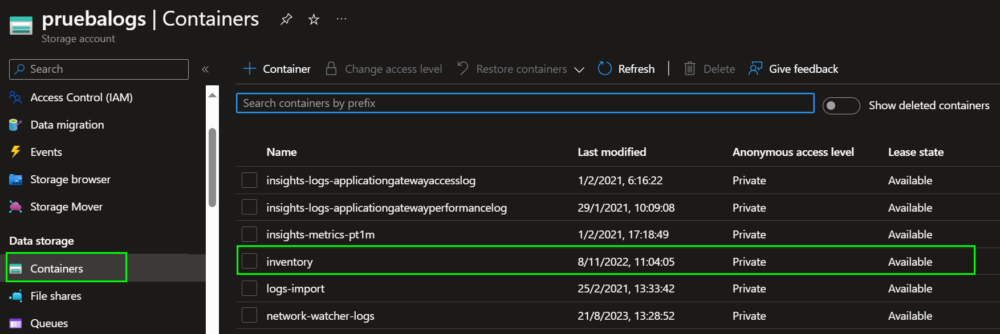 pruebalogs | Containers
Storage account
Search
Container
Change access level
Restore containers
Refresh
Delete
Give feedback
Access Control (IAM)
Data migration
Events
Storage browser
Storage Mover
Data storage
Containers
File shares
Queues
Search containers by prefix
Show deleted containers
Name Last modified Anonymous access level Lease state
insights-logs-applicationgatewayaccesslog 1/2/2021, 6:16:22 Private Available
insights-logs-applicationgatewayperformancelog 29/1/2021, 10:09:08 Private Available
insights-metrics-pt1m 1/2/2021, 17:18:49 Private Available
inventory 8/11/2022, 11:04:05 Private Available
logs-import 25/2/2021, 13:33:42 Private Available
network-watcher-logs 21/8/2023, 13:28:52 Private Available